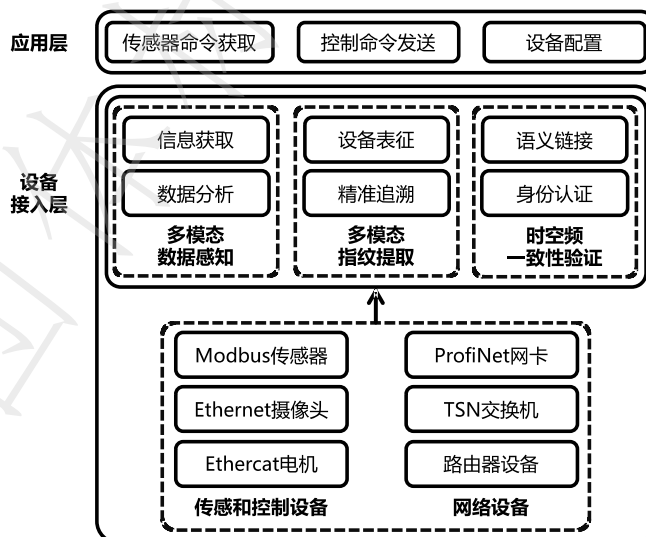 应用层
传感器命令获取 控制命令发送 设备配置
设备
接入层
信息获取 设备表征 语义链接
数据分析 精准追溯 身份认证
多模态 多模态 时空频
数据感知 指纹提取 一致性验证
Modbus传感器 ProfiNet网卡
Ethernet摄像头 TSN交换机
Ethercat电机 路由器设备
传感和控制设备 网络设备